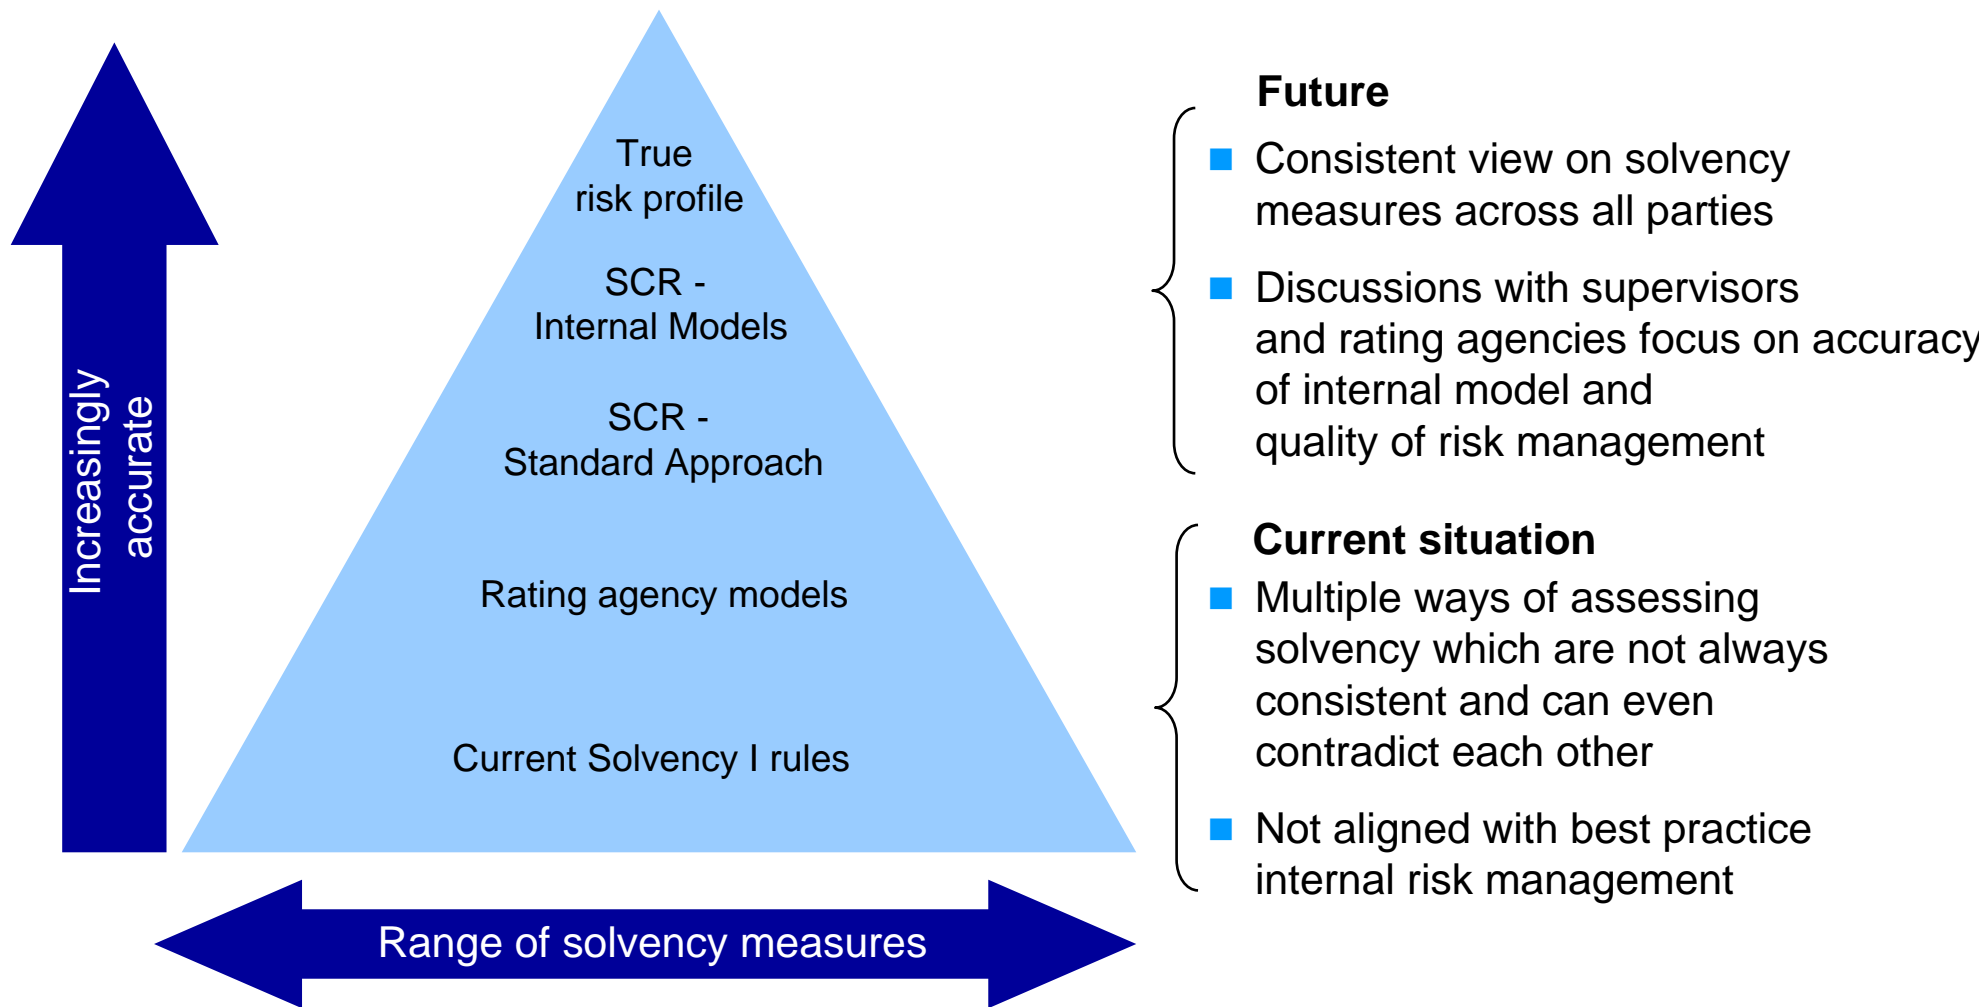 True
risk profile
SCR -
Internal Models
SCR -
Standard Approach
Rating agency models
Current Solvency I rules
Increasingly
accurate
Range of solvency measures
Future
Consistent view on solvency
measures across all parties
Discussions with supervisors
and rating agencies focus on accuracy
of internal model and
quality of risk management
Current situation
Multiple ways of assessing
solvency which are not always
consistent and can even
contradict each other
Not aligned with best practice
internal risk management